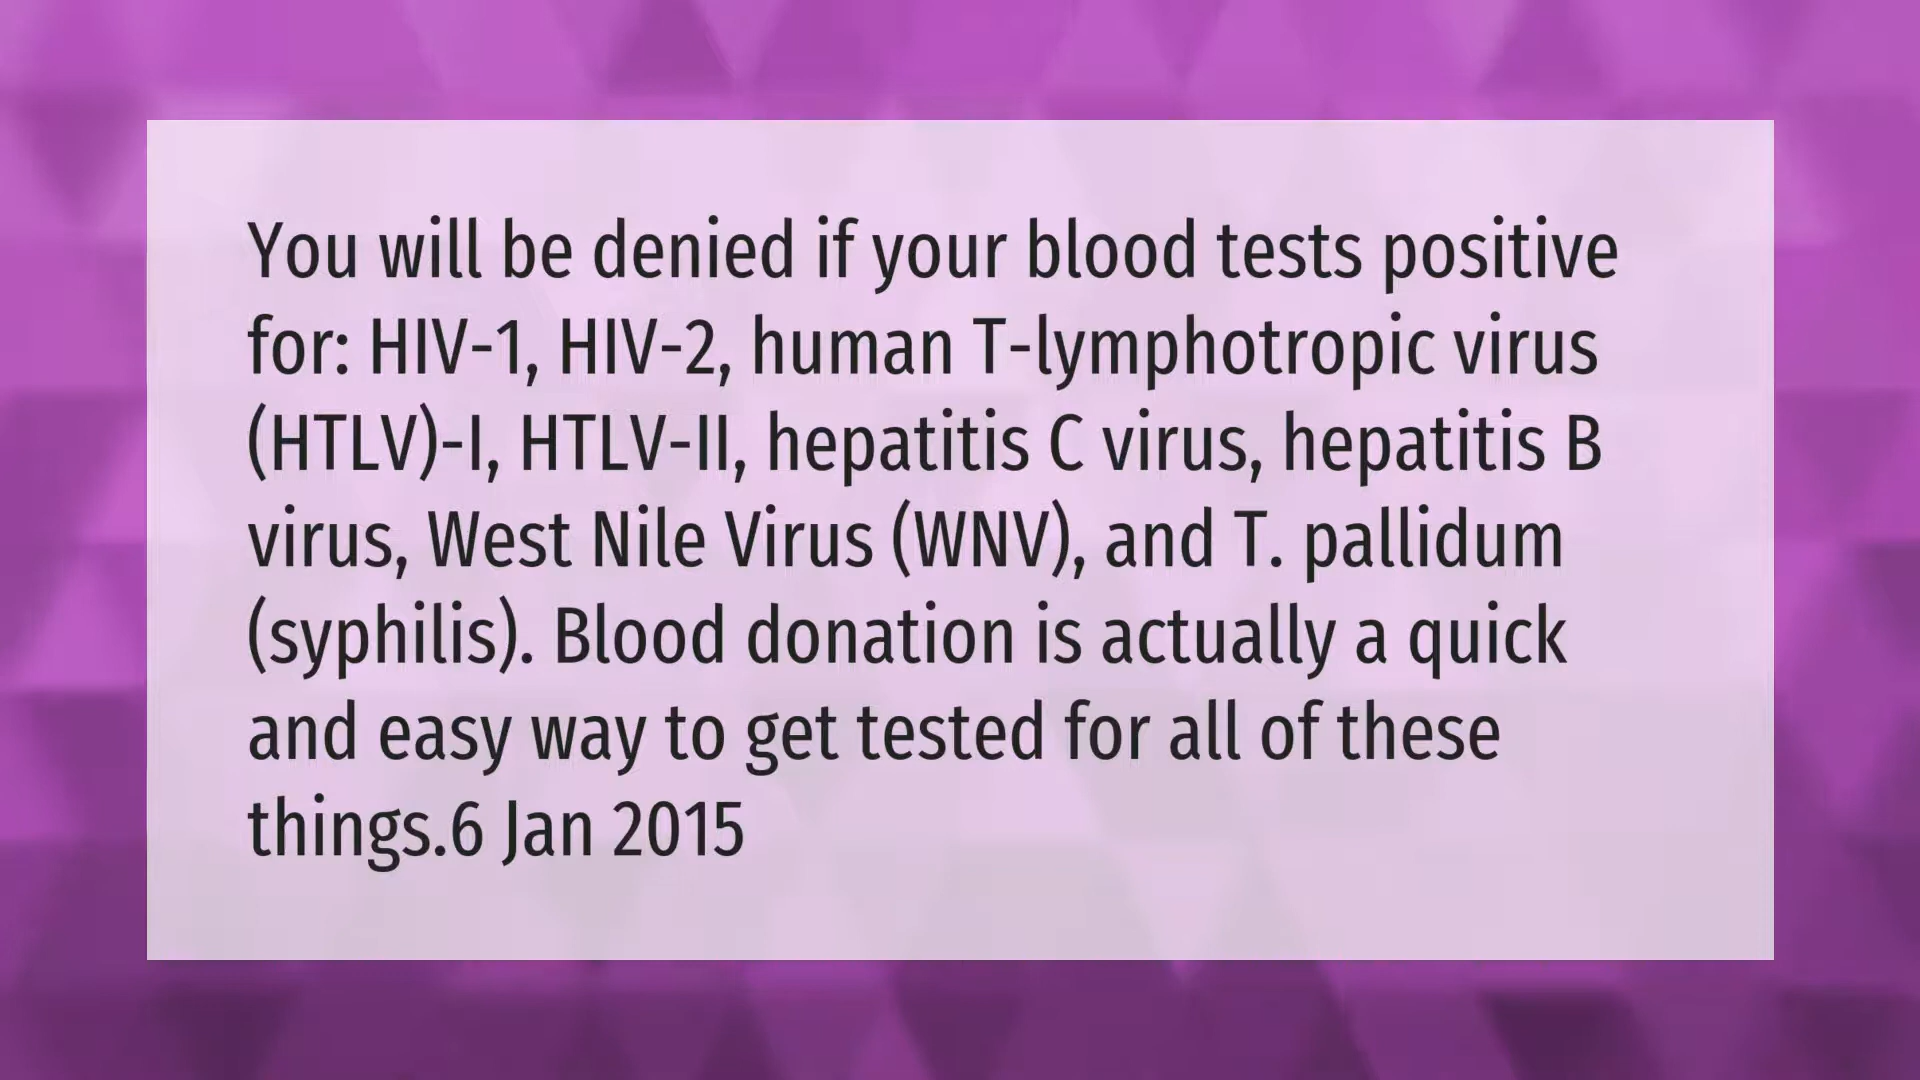 You will be denied if your blood tests positive
for: HIV-1, HIV-2, human T-lymphotropic virus
(HTLV)-I, HTLV-II, hepatitis C virus, hepatitis B
virus, West Nile Virus (WNV), and T. pallidum
(syphilis). Blood donation is actually a quick
and easy way to get tested for all of these
things.6 Jan 2015